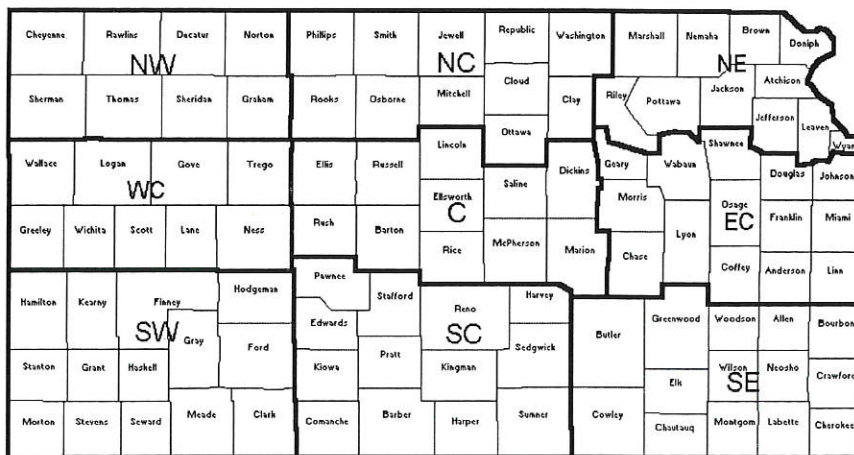 Cheyenne Rawlins Decatur Norton Phillips Smith Jewell Republic Washington Marshall Nemaha Brown Doniph
NW NC NE
Sherman Thomas Sheridan Graham Rooks Osborne Mitchell Cloud Clay Riley Pottawa Jackson Atchison
Ottawa Jefferson Leaven Wyan
Wallace Logan Gove Trego Ellis Russell Lincoln Saline Dickins Geary Wabaun Shawnee Douglas Johnson
WC C EC
Ellsworth Morris Osage Franklin Miami
Greeley Wichita Scott Lane Ness Rush Barton Rice McPherson Marion Chase Lyon Coffey Anderson Linn
Hamilton Kearny Finney Hodgeman Pawnee Stafford Reno Harvey Butler Greenwood Woodson Allen Bourbon
SW SC SE
Gray Ford Edwards Sedgwick
Stanton Grant Haskell Kiowa Pratt Kingman Elk Wilson Neosho Crawford
Morton Stevens Seward Meade Clark Comanche Barber Harper Sumner Cowley Chautauq Montgom Labette Cherokee